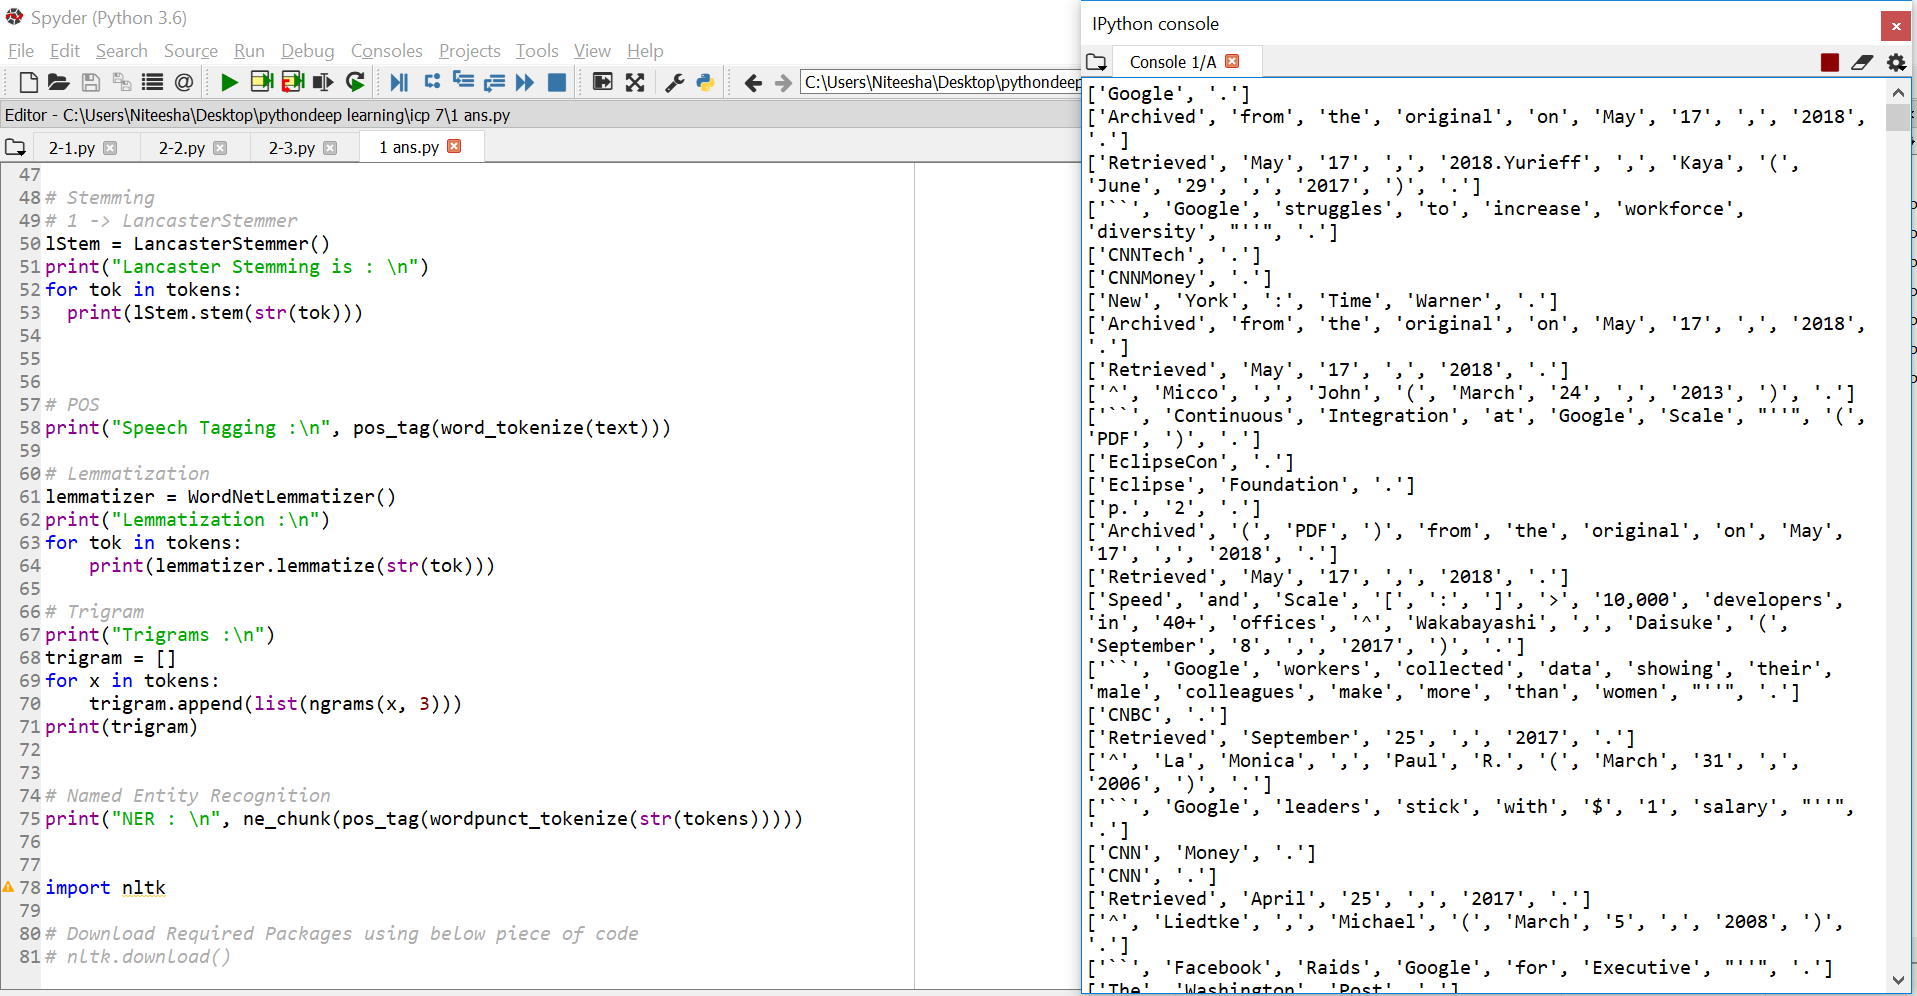 Spyder (Python 3.6)
File Edit Search Source Run Debug Consoles Projects Tools View Help
C:\Users\Niteesha\Desktop\pythondeep
Editor - C:\Users\Niteesha\Desktop\pythondeep learning\icp 7\1 ans.py
2-1.py 2-2.py 2-3.py 1 ans.py
47
48 # Stemming
49 # 1 -> LancasterStemmer
50 lStem = LancasterStemmer()
51 print("Lancaster Stemming is : \n")
52 for tok in tokens:
53   print(lStem.stem(str(tok)))
54
55
56
57 # POS
58 print("Speech Tagging :\n", pos_tag(word_tokenize(text)))
59
60 # Lemmatization
61 lemmatizer = WordNetLemmatizer()
62 print("Lemmatization :\n")
63 for tok in tokens:
64     print(lemmatizer.lemmatize(str(tok)))
65
66 # Trigram
67 print("Trigrams :\n")
68 trigram = []
69 for x in tokens:
70     trigram.append(list(ngrams(x, 3)))
71 print(trigram)
72
73
74 # Named Entity Recognition
75 print("NER : \n", ne_chunk(pos_tag(wordpunct_tokenize(str(tokens)))))
76
77
78 import nltk
79
80 # Download Required Packages using below piece of code
81 # nltk.download()
IPython console
Console 1/A
['Google', '.']
['Archived', 'from', 'the', 'original', 'on', 'May', '17', ',', '2018',
'.']
['Retrieved', 'May', '17', ',', '2018.Yurieff', ',', 'Kaya', '(',
'June', '29', ',', '2017', ')', '.']
['``', 'Google', 'struggles', 'to', 'increase', 'workforce',
'diversity', "''", '.']
['CNNTech', '.']
['CNNMoney', '.']
['New', 'York', ':', 'Time', 'Warner', '.']
['Archived', 'from', 'the', 'original', 'on', 'May', '17', ',', '2018',
'.']
['Retrieved', 'May', '17', ',', '2018', '.']
['^', 'Micco', ',', 'John', '(', 'March', '24', ',', '2013', ')', '.']
['``', 'Continuous', 'Integration', 'at', 'Google', 'Scale', "''", '(',
'PDF', ')', '.']
['EclipseCon', '.']
['Eclipse', 'Foundation', '.']
['p.', '2', '.']
['Archived', '(', 'PDF', ')', 'from', 'the', 'original', 'on', 'May',
'17', ',', '2018', '.']
['Retrieved', 'May', '17', ',', '2018', '.']
['Speed', 'and', 'Scale', '[', ':', ']', '>', '10,000', 'developers',
'in', '40+', 'offices', '^', 'Wakabayashi', ',', 'Daisuke', '(',
'September', '8', ',', '2017', ')', '.']
['``', 'Google', 'workers', 'collected', 'data', 'showing', 'their',
'male', 'colleagues', 'make', 'more', 'than', 'women', "''", '.']
['CNBC', '.']
['Retrieved', 'September', '25', ',', '2017', '.']
['^', 'La', 'Monica', ',', 'Paul', 'R.', '(', 'March', '31', ',',
'2006', ')', '.']
['``', 'Google', 'leaders', 'stick', 'with', '$', '1', 'salary', "''",
'.']
['CNN', 'Money', '.']
['CNN', '.']
['Retrieved', 'April', '25', ',', '2017', '.']
['^', 'Liedtke', ',', 'Michael', '(', 'March', '5', ',', '2008', ')',
'.']
['``', 'Facebook', 'Raids', 'Google', 'for', 'Executive', "''", '.']
['The', 'Washington', 'Post', '.']